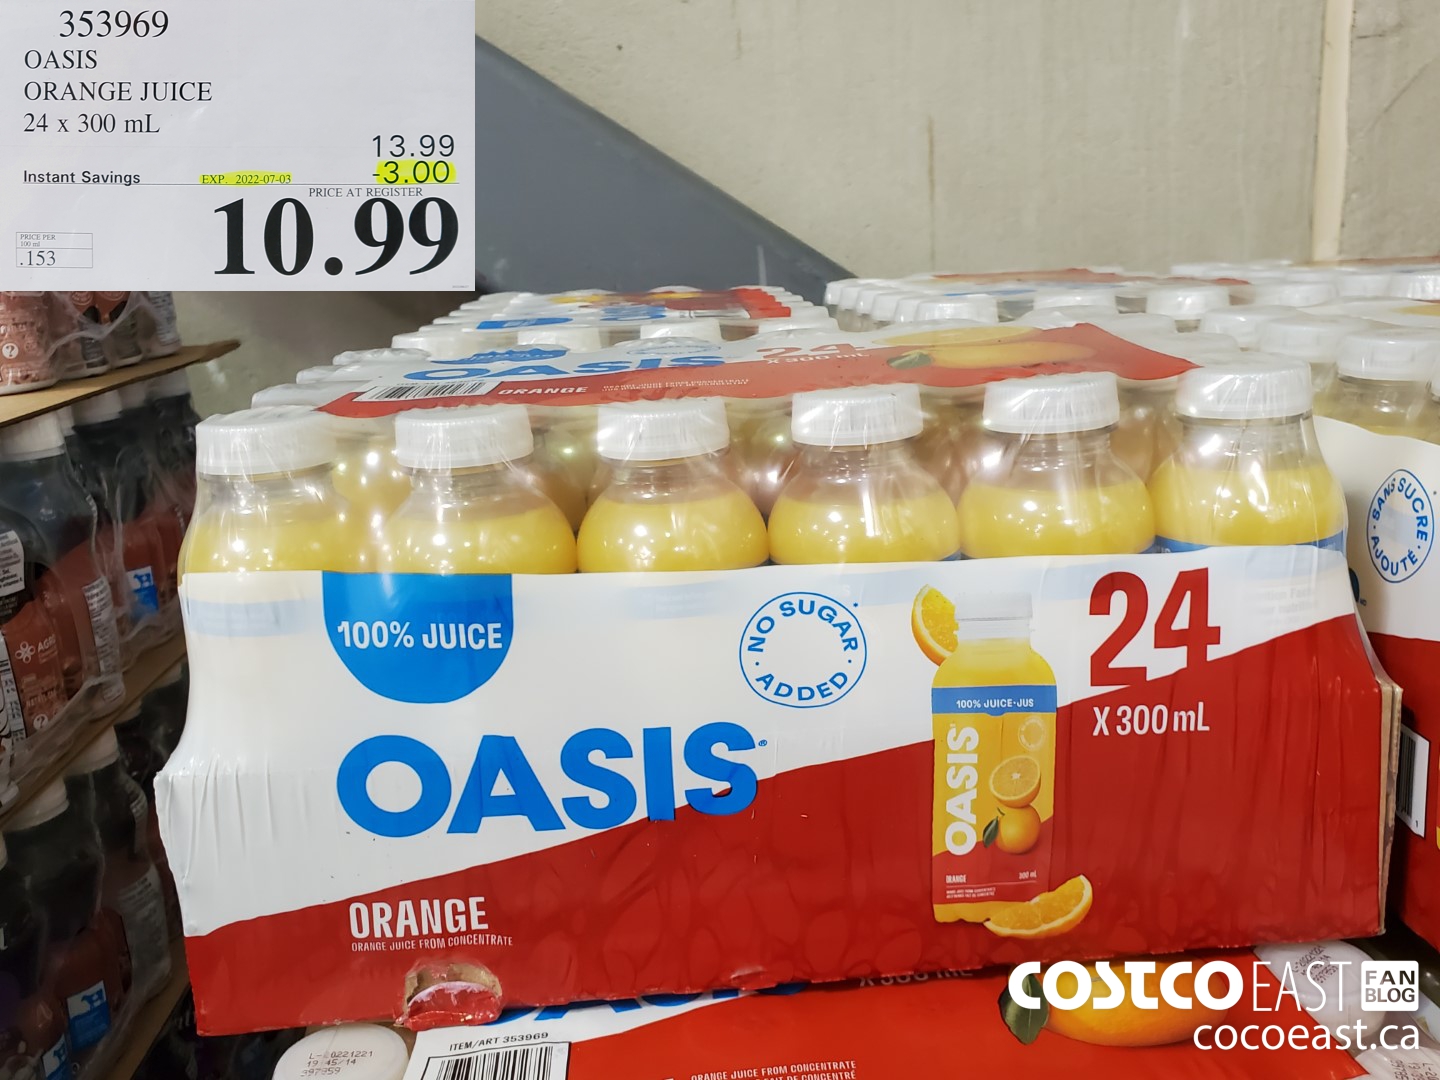 353969
OASIS
ORANGE JUICE
24 x 300 mL
13.99
Instant Savings
EXP. 2022-07-03
-3.00
PRICE AT REGISTER
10.99
PRICE PER
100 ml
.153
OASIS
24
X 300 mL
ORANGE
SANS SUCRE AJOUTÉ
100% JUICE
NO SUGAR ADDED
24
X 300 mL
100% JUICE-JUS
OASIS
ORANGE
300 mL
OASIS
ORANGE
ORANGE JUICE FROM CONCENTRATE
X 300 mL
ITEM/ART 353969
ORANGE JUICE FROM CONCENTRATE
COSTCO EAST FAN BLOG
cocoeast.ca